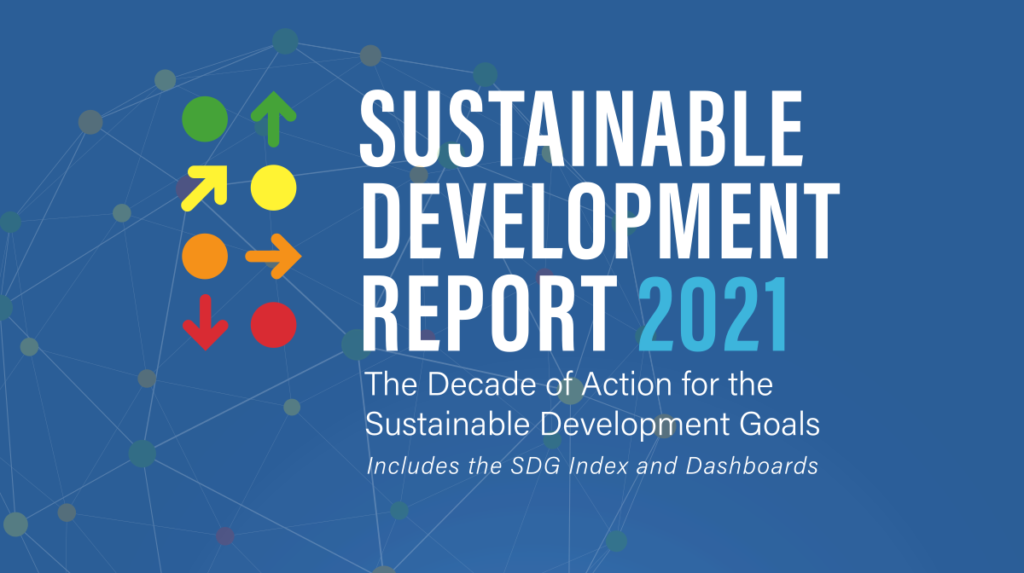 SUSTAINABLE
DEVELOPMENT
REPORT 2021
The Decade of Action for the
Sustainable Development Goals
Includes the SDG Index and Dashboards